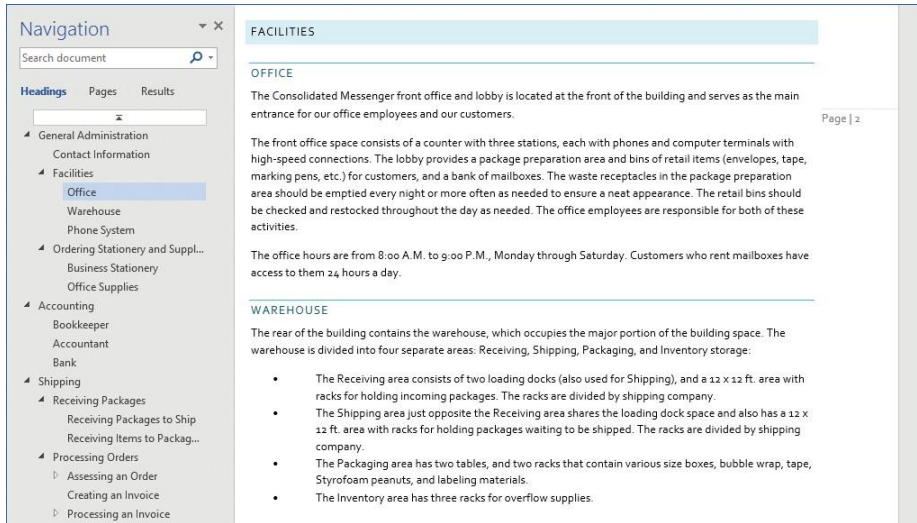 Navigation
Search document
Headings Pages Results
General Administration
Contact Information
Facilities
Office
Warehouse
Phone System
Ordering Stationery and Suppl...
Business Stationery
Office Supplies
Accounting
Bookkeeper
Accountant
Bank
Shipping
Receiving Packages
Receiving Packages to Ship
Receiving Items to Packag...
Processing Orders
Assessing an Order
Creating an Invoice
Processing an Invoice
FACILITIES
OFFICE
The Consolidated Messenger front office and lobby is located at the front of the building and serves as the main
entrance for our office employees and our customers.
Page | 2
The front office space consists of a counter with three stations, each with phones and computer terminals with
high-speed connections. The lobby provides a package preparation area and bins of retail items (envelopes, tape,
marking pens, etc.) for customers, and a bank of mailboxes. The waste receptacles in the package preparation
area should be emptied every night or more often as needed to ensure a neat appearance. The retail bins should
be checked and restocked throughout the day as needed. The office employees are responsible for both of these
activities.
The office hours are from 8:00 A.M. to 9:00 P.M., Monday through Saturday. Customers who rent mailboxes have
access to them 24 hours a day.
WAREHOUSE
The rear of the building contains the warehouse, which occupies the major portion of the building space. The
warehouse is divided into four separate areas: Receiving, Shipping, Packaging, and Inventory storage:
• The Receiving area consists of two loading docks (also used for Shipping), and a 12 x 12 ft. area with
racks for holding incoming packages. The racks are divided by shipping company.
• The Shipping area just opposite the Receiving area shares the loading dock space and also has a 12 x
12 ft. area with racks for holding packages waiting to be shipped. The racks are divided by shipping
company.
• The Packaging area has two tables, and two racks that contain various size boxes, bubble wrap, tape,
Styrofoam peanuts, and labeling materials.
• The Inventory area has three racks for overflow supplies.